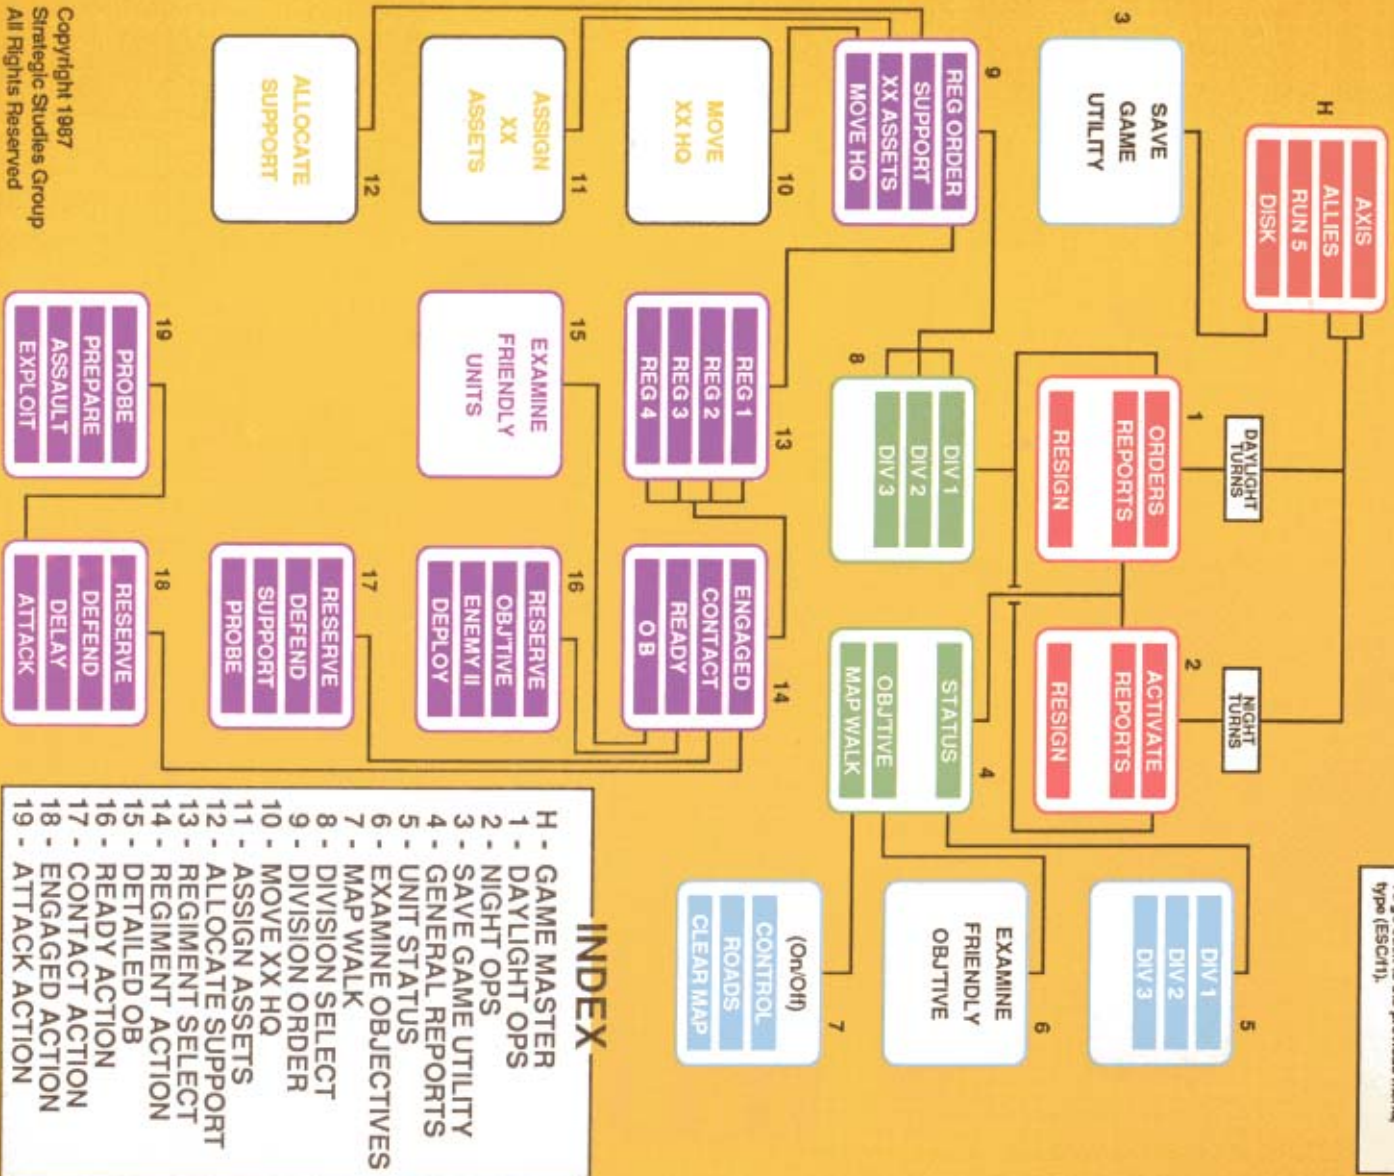 H
AXIS
ALLIES
RUN 5
DISK
3
SAVE
GAME
UTILITY
DAYLIGHT
TURNS
NIGHT
TURNS
1
ORDERS
REPORTS
RESIGN
2
ACTIVATE
REPORTS
RESIGN
type (ESC/f1).
5
DIV 1
DIV 2
DIV 3
9
REG ORDER
SUPPORT
XX ASSETS
MOVE HQ
8
DIV 1
DIV 2
DIV 3
4
STATUS
OBJ'TIVE
MAP WALK
6
EXAMINE
FRIENDLY
OBJ'TIVE
10
MOVE
XX HQ
13
REG 1
REG 2
REG 3
REG 4
14
ENGAGED
CONTACT
READY
O B
7
(On/Off)
CONTROL
ROADS
CLEAR MAP
11
ASSIGN
XX
ASSETS
15
EXAMINE
FRIENDLY
UNITS
16
RESERVE
OBJ'TIVE
ENEMY II
DEPLOY
12
ALLOCATE
SUPPORT
17
RESERVE
DEFEND
SUPPORT
PROBE
19
PROBE
PREPARE
ASSAULT
EXPLOIT
18
RESERVE
DEFEND
DELAY
ATTACK
INDEX
H - GAME MASTER
1 - DAYLIGHT OPS
2 - NIGHT OPS
3 - SAVE GAME UTILITY
4 - GENERAL REPORTS
5 - UNIT STATUS
6 - EXAMINE OBJECTIVES
7 - MAP WALK
8 - DIVISION SELECT
9 - DIVISION ORDER
10 - MOVE XX HQ
11 - ASSIGN ASSETS
12 - ALLOCATE SUPPORT
13 - REGIMENT SELECT
14 - REGIMENT ACTION
15 - DETAILED OB
16 - READY ACTION
17 - CONTACT ACTION
18 - ENGAGED ACTION
19 - ATTACK ACTION
Copyright 1987
Strategic Studies Group
All Rights Reserved